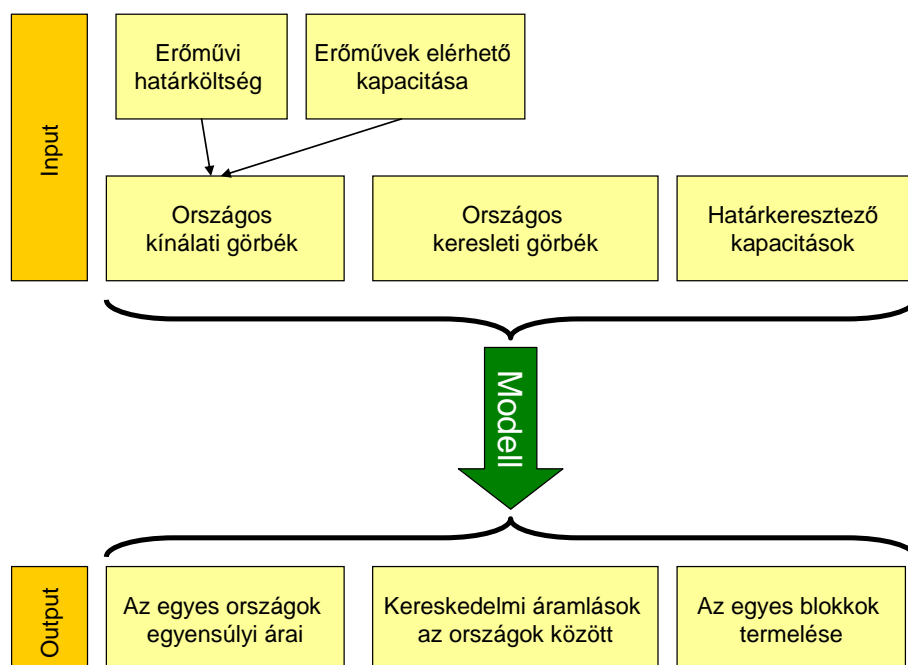 Input
Erőművi
határköltség
Erőművek elérhető
kapacitása
Országos
kínálati görbék
Országos
keresleti görbék
Határkeresztező
kapacitások
Modell
Output
Az egyes országok
egyensúlyi árai
Kereskedelmi áramlások
az országok között
Az egyes blokkok
termelése